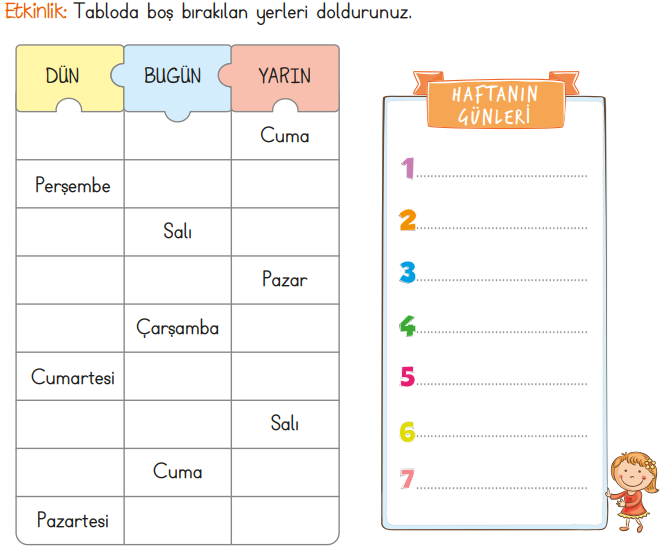 Etkinlik: Tabloda boş bırakılan yerleri doldurunuz.
DÜN BUGÜN YARIN
Cuma
Perşembe
Salı
Pazar
Çarşamba
Cumartesi
Salı
Cuma
Pazartesi
HAFTANIN
GÜNLERİ
1
2
3
4
5
6
7